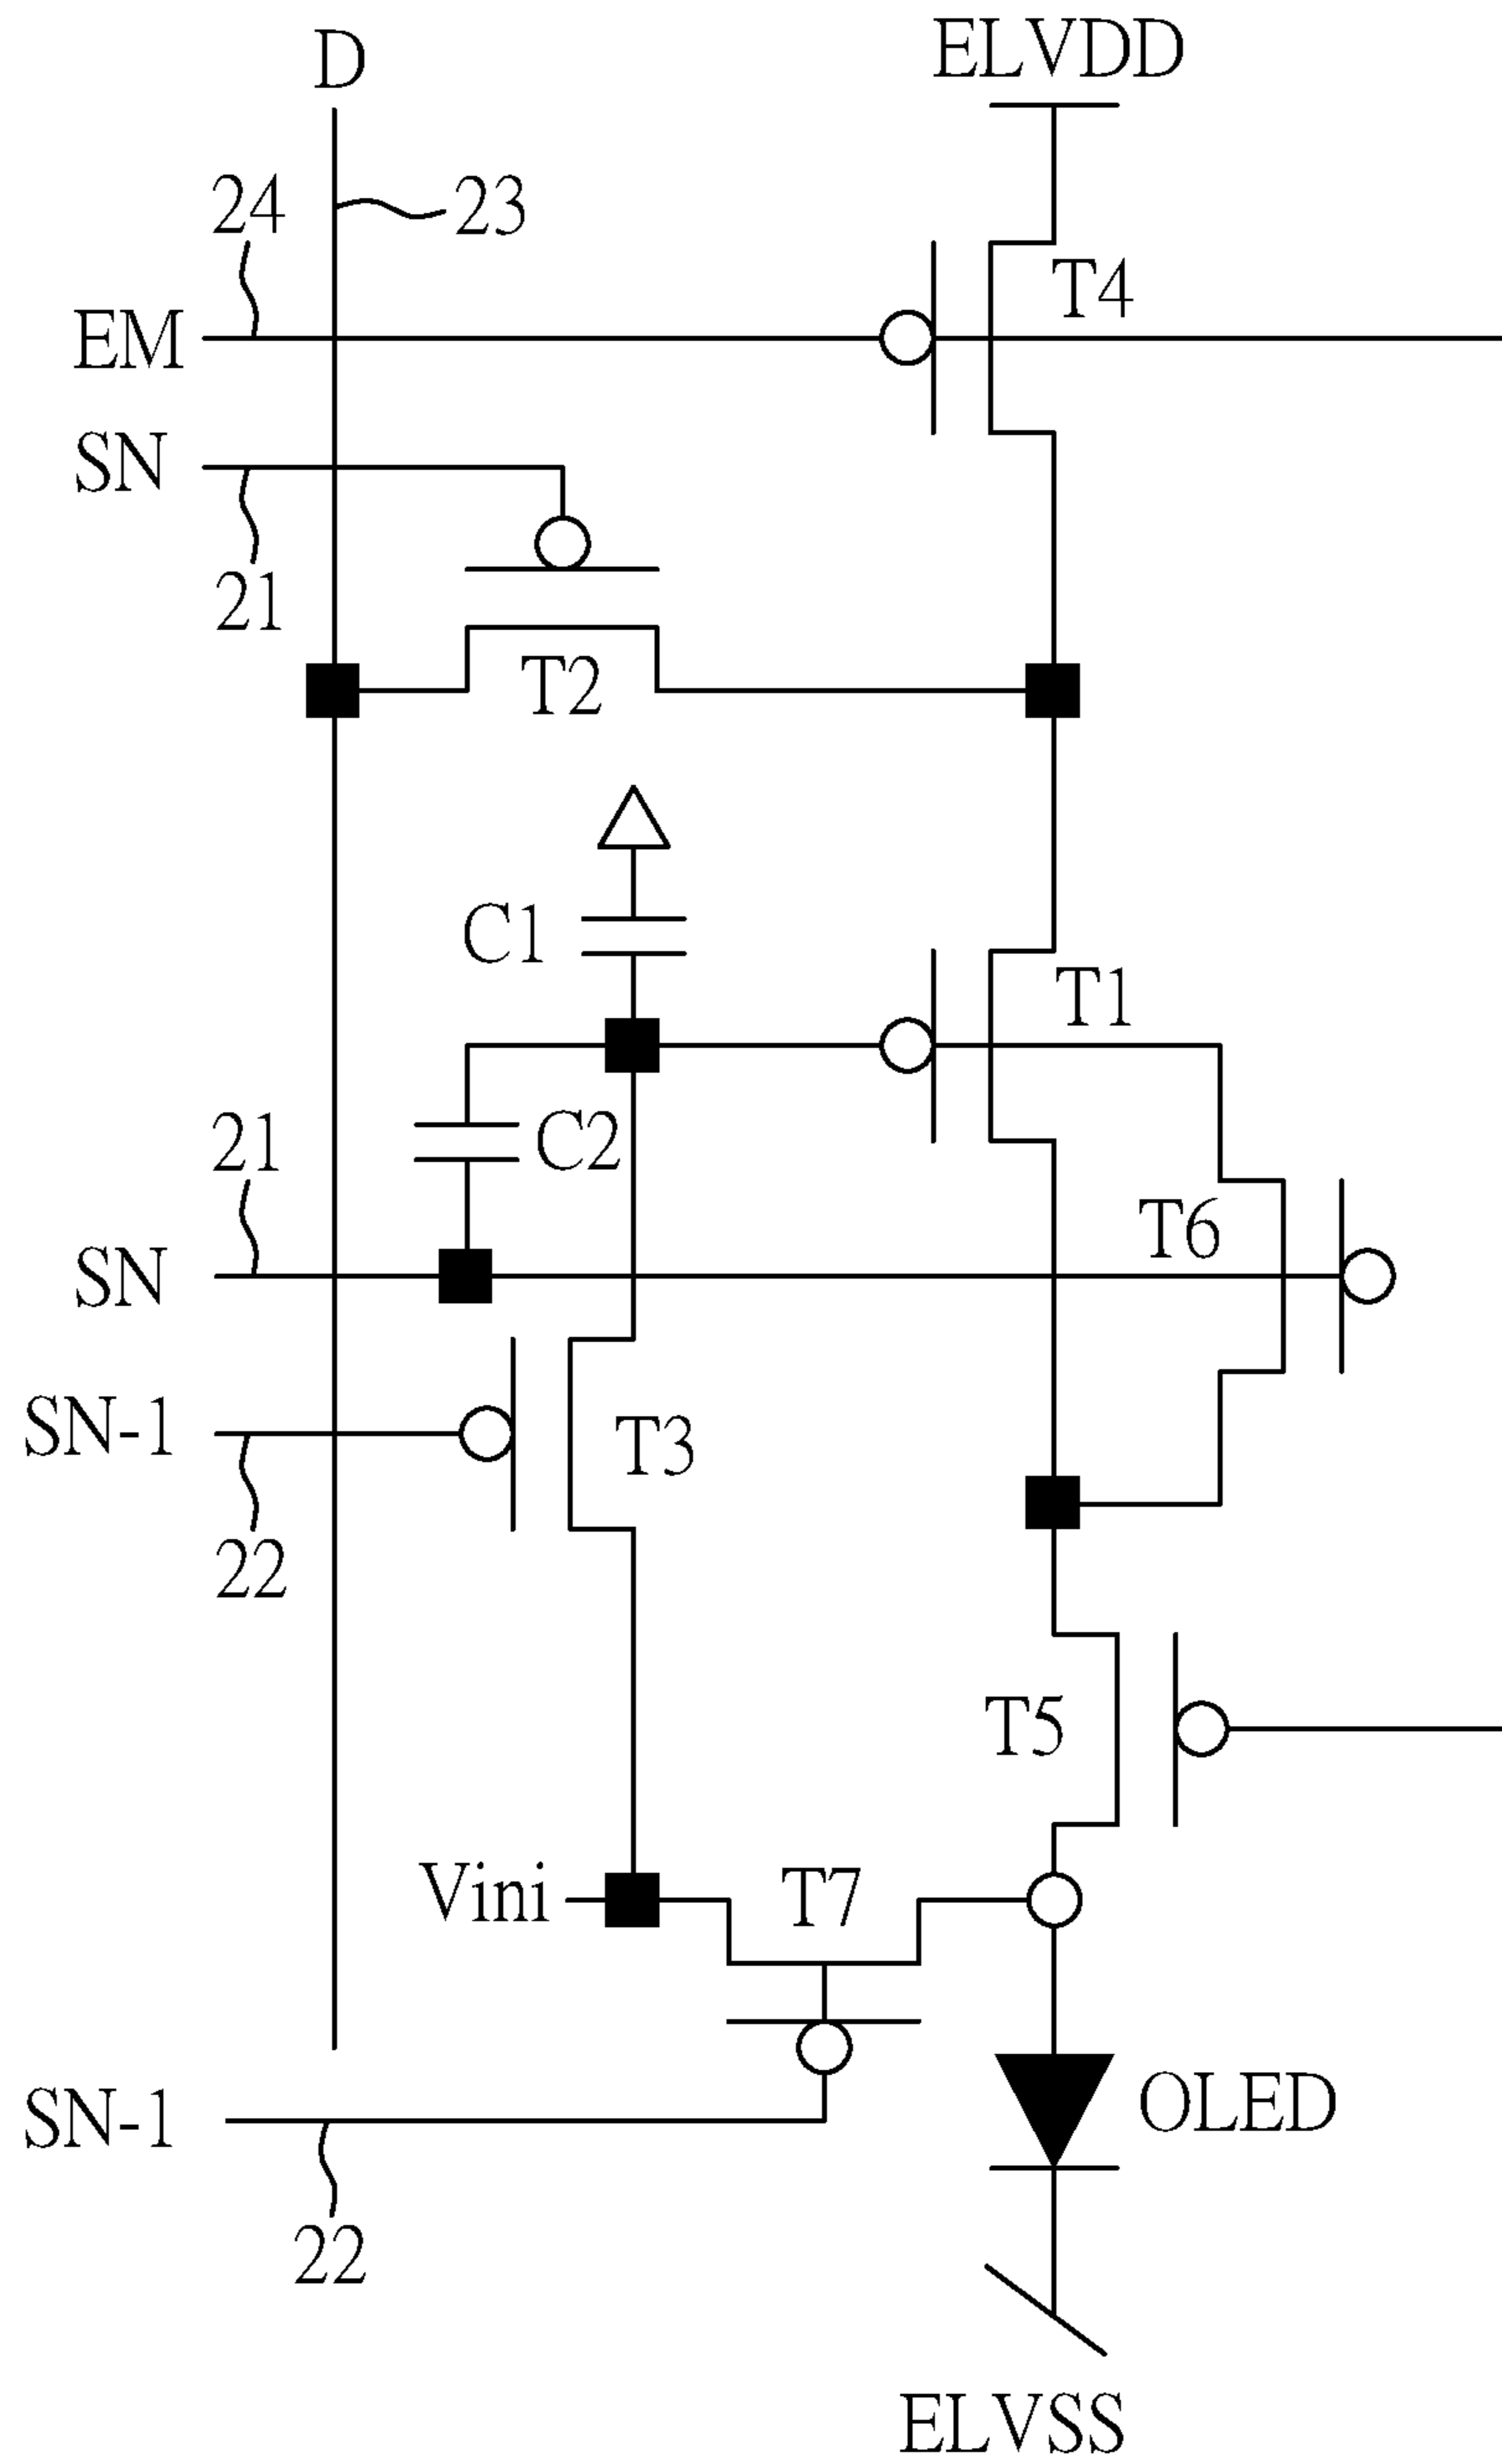 D
ELVDD
24
23
T4
EM
SN
21
T2
C1
T1
21
C2
T6
SN
SN-1
T3
22
T5
Vini
T7
SN-1
OLED
22
ELVSS